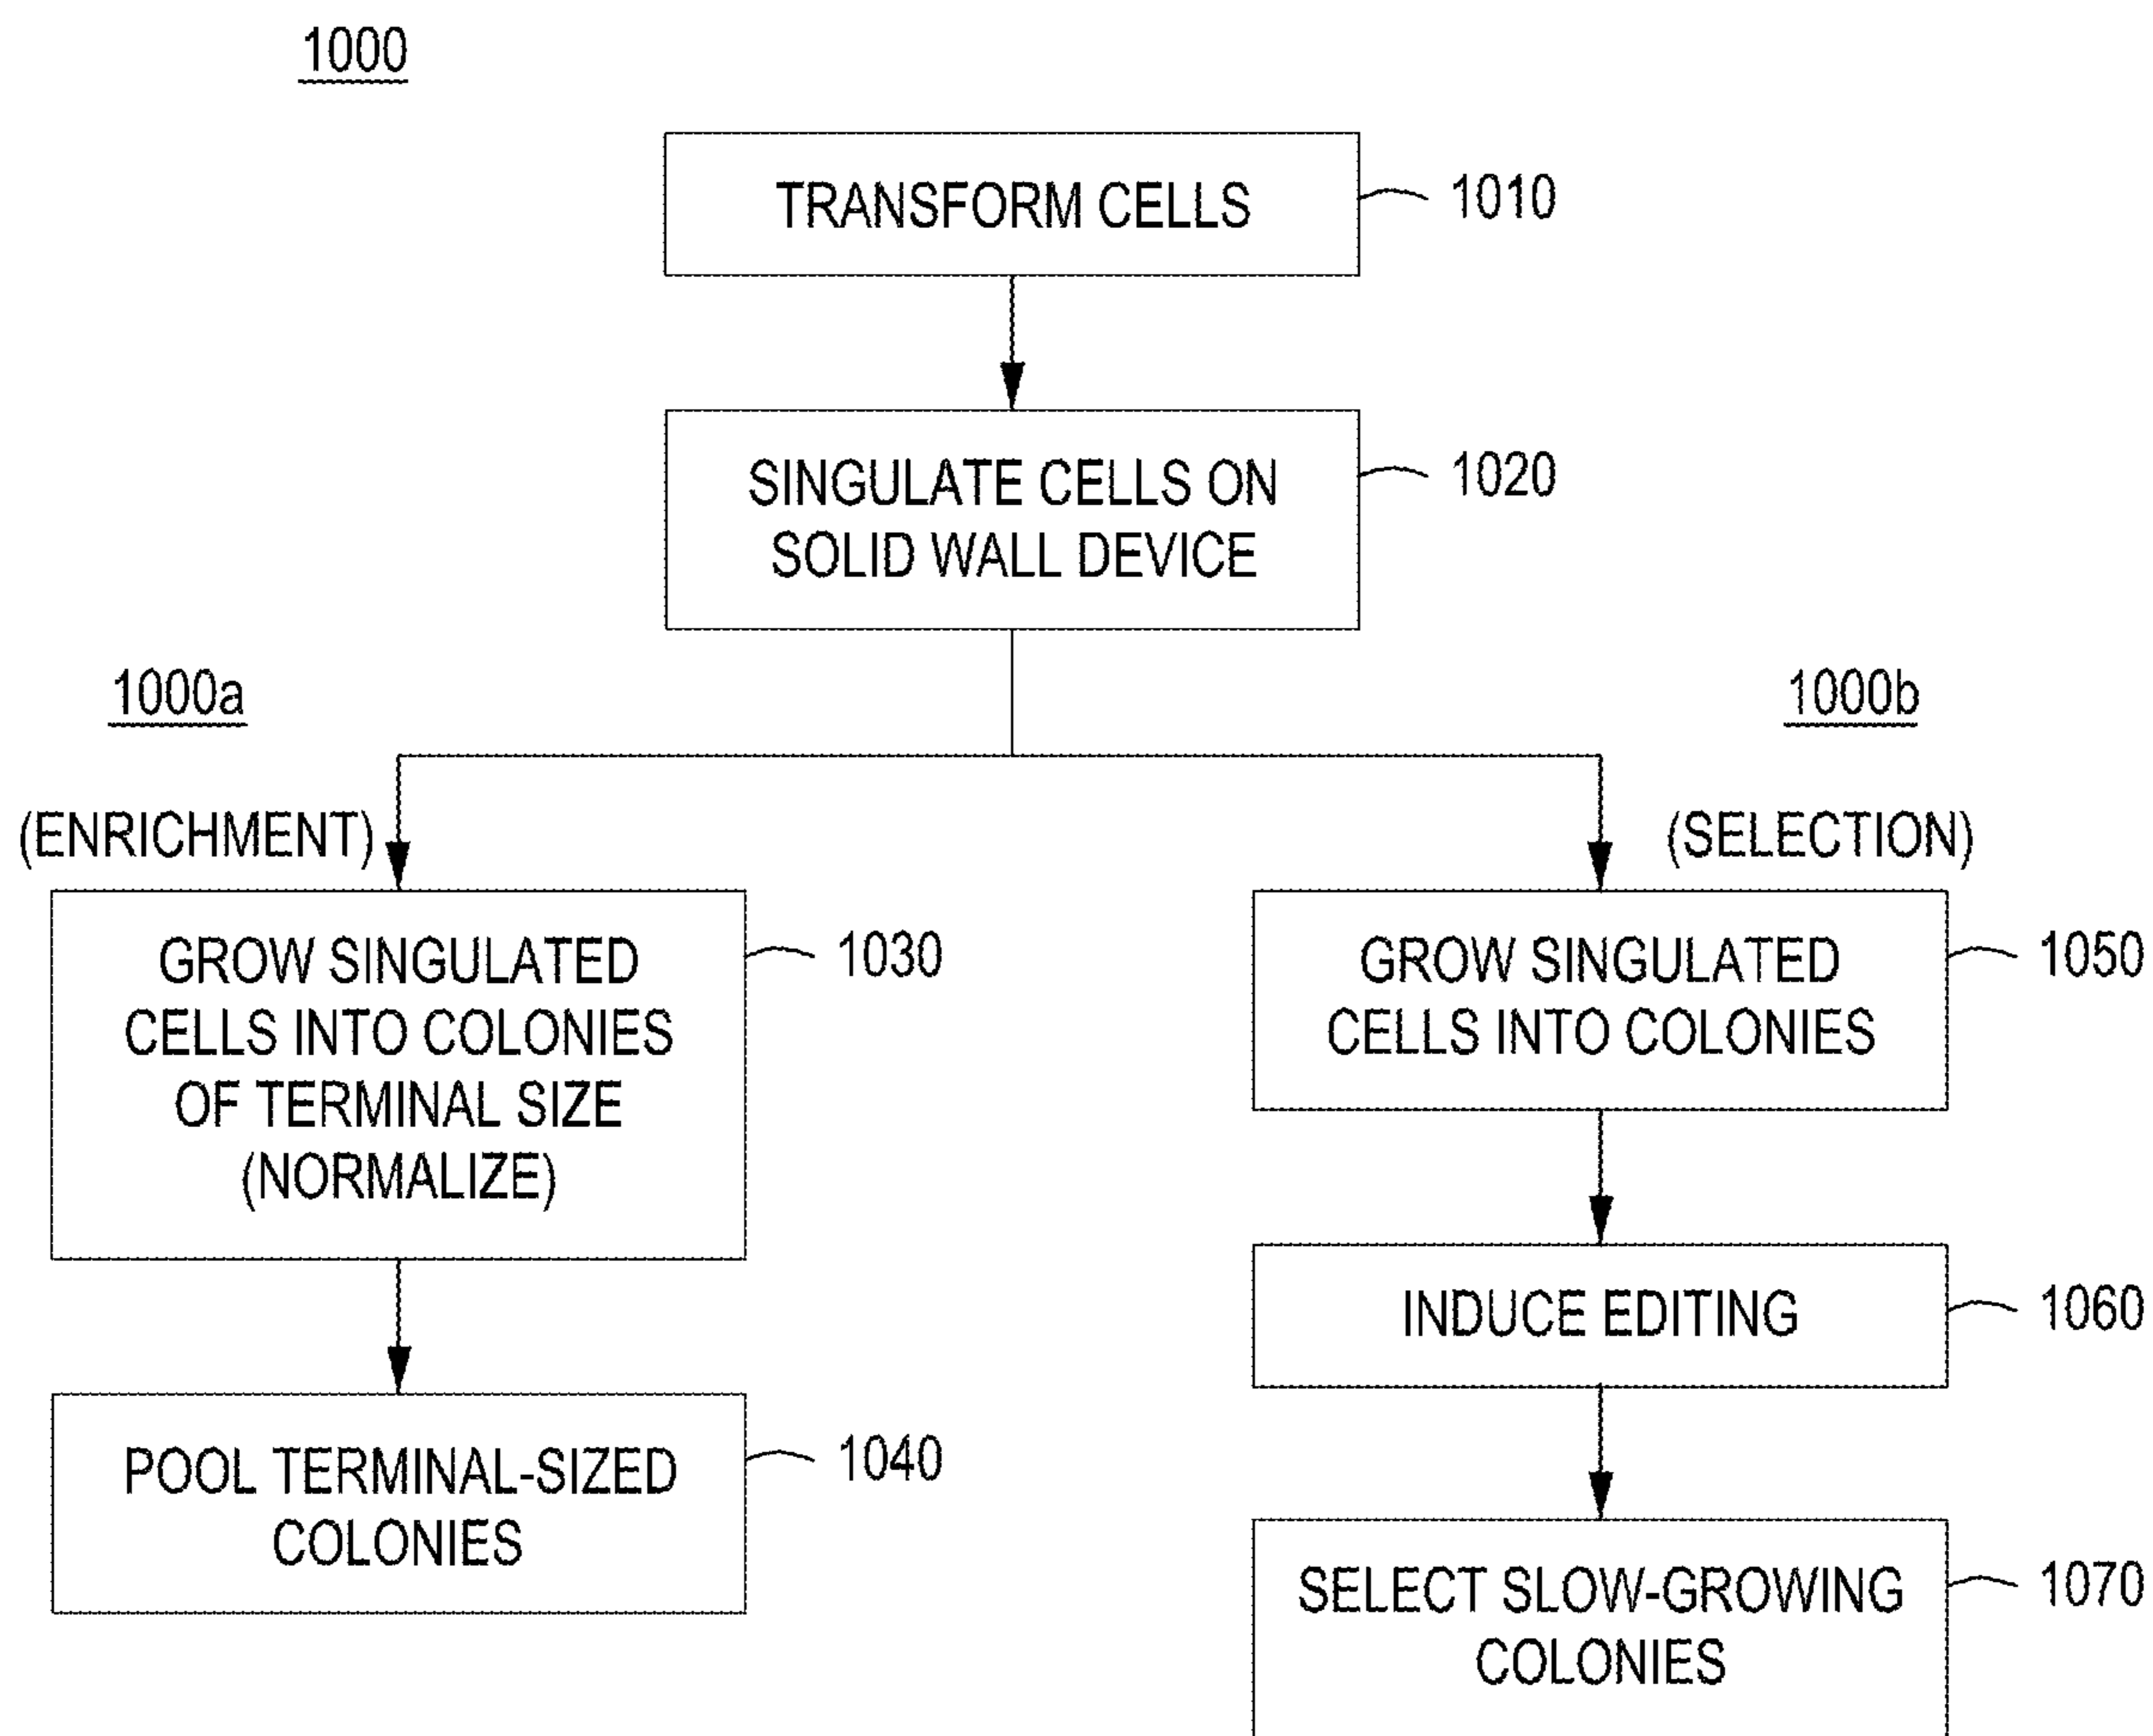 1000
TRANSFORM CELLS
1010
SINGULATE CELLS ON
SOLID WALL DEVICE
1020
1000a
1000b
(ENRICHMENT)
(SELECTION)
GROW SINGULATED
CELLS INTO COLONIES
OF TERMINAL SIZE
(NORMALIZE)
1030
GROW SINGULATED
CELLS INTO COLONIES
1050
INDUCE EDITING
1060
POOL TERMINAL-SIZED
COLONIES
1040
SELECT SLOW-GROWING
COLONIES
1070